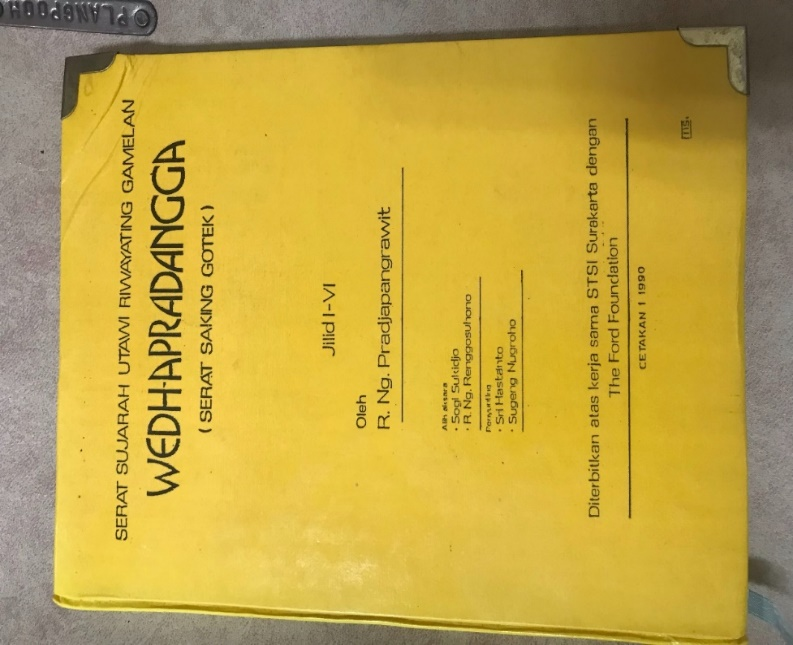 SERAT SUJARAH UTAWI RIWAYATING GAMELAN
WEDHAPRADANGGA
( SERAT SAKING GOTEK )
Jilid I-VI
Oleh
R. Ng. Pradjapangrawit
Alih aksara
• Sogi Sukidjo
• R. Ng. Renggosuhono
Penyunting
• Sri Hastanto
• Sugeng Nugroho
Diterbitkan atas kerja sama STSI Surakarta dengan
The Ford Foundation
CETAKAN I 1990
©PLANGPOOH